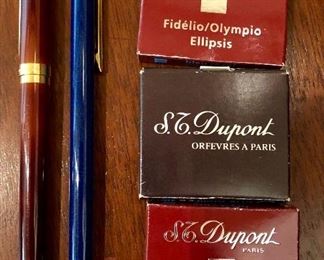 Fidélio/Olympio
Ellipsis
S.T. Dupont
ORFEVRES A PARIS
S.T. Dupont
PARIS